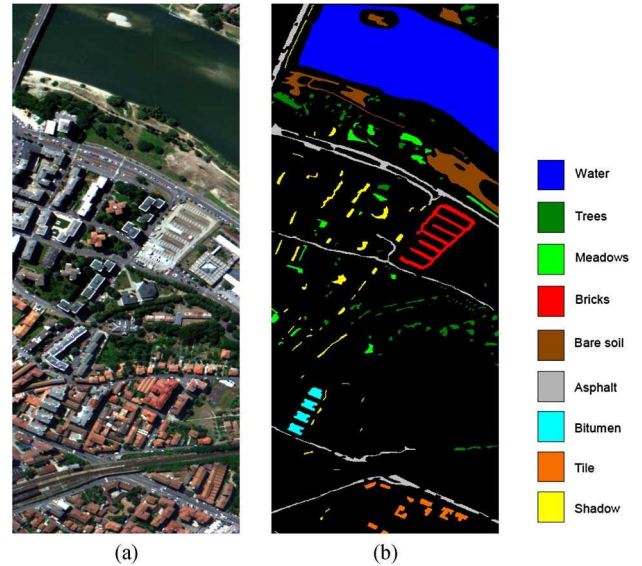 Water
Trees
Meadows
Bricks
Bare soil
Asphalt
Bitumen
Tile
Shadow
(a)
(b)